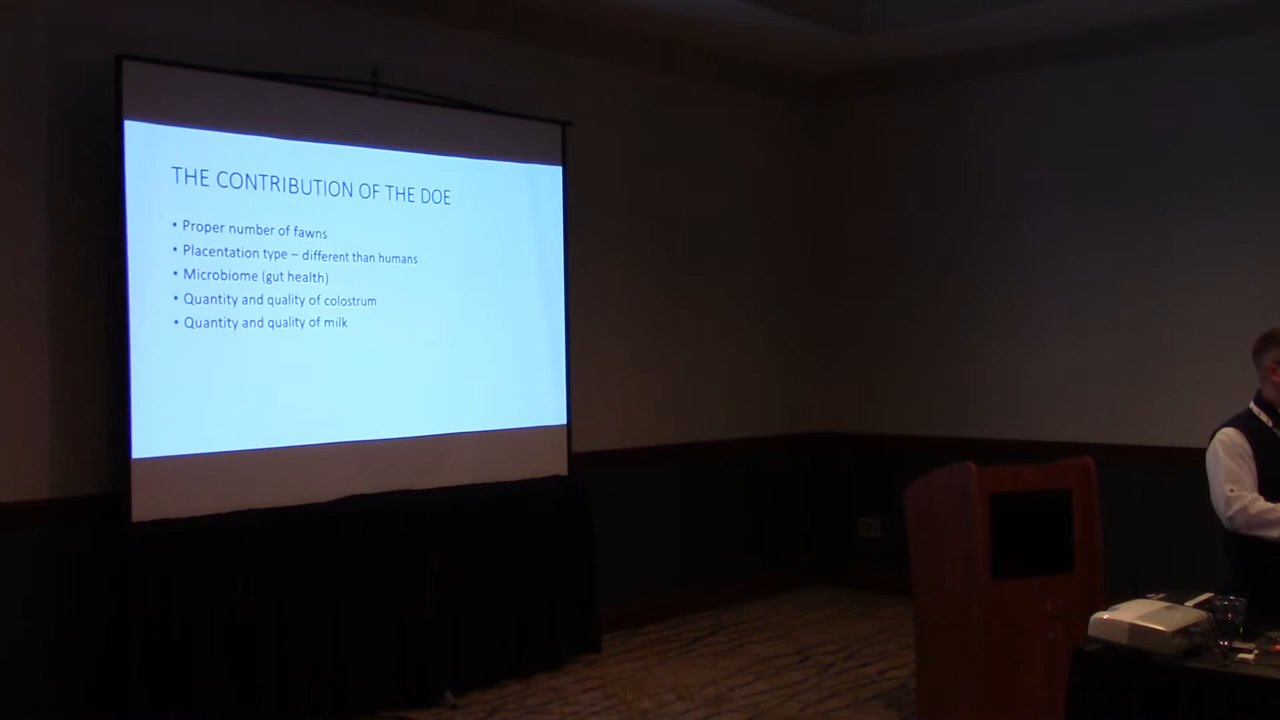 THE CONTRIBUTION OF THE DOE
• Proper number of fawns
• Placentation type – different than humans
• Microbiome (gut health)
• Quantity and quality of colostrum
• Quantity and quality of milk